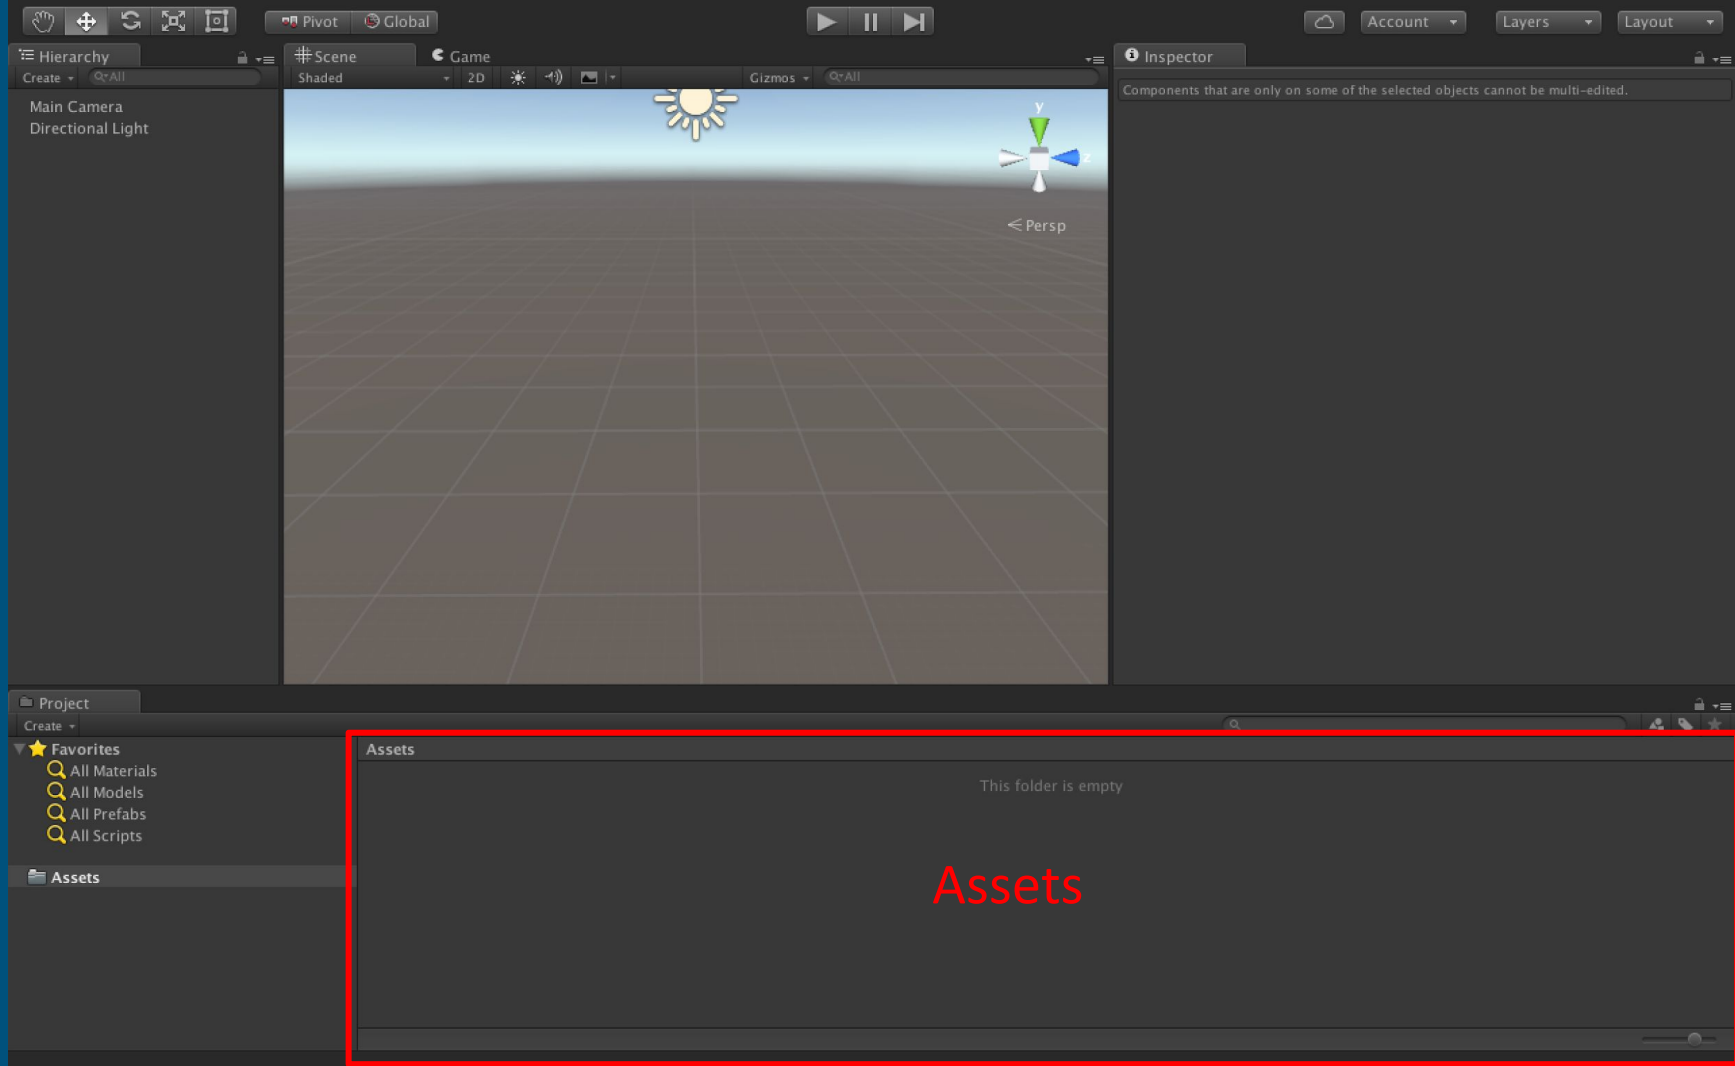 Pivot Global Account Layers Layout
Hierarchy Scene Game Inspector
Create All Shaded 2D Gizmos All
Components that are only on some of the selected objects cannot be multi-edited.
Main Camera
Directional Light
y
z
Persp
Project
Create
Favorites
All Materials
All Models
All Prefabs
All Scripts
Assets
Assets
This folder is empty
Assets